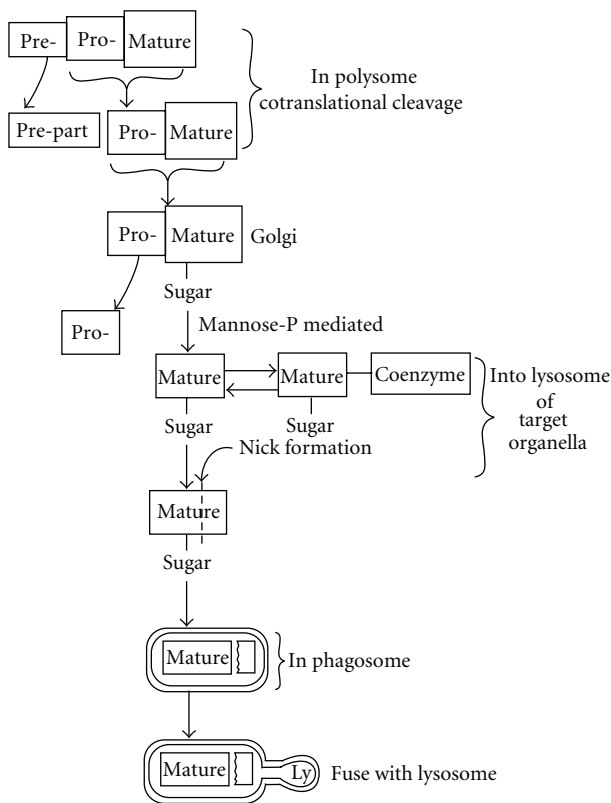 Pre- Pro- Mature
In polysome
cotranslational cleavage
Pre-part
Pro- Mature
Pro- Mature Golgi
Sugar
Pro-
Mannose-P mediated
Mature Mature Coenzyme
Into lysosome
of
target
organella
Sugar Sugar
Nick formation
Mature
Sugar
Mature
In phagosome
Mature Ly
Fuse with lysosome